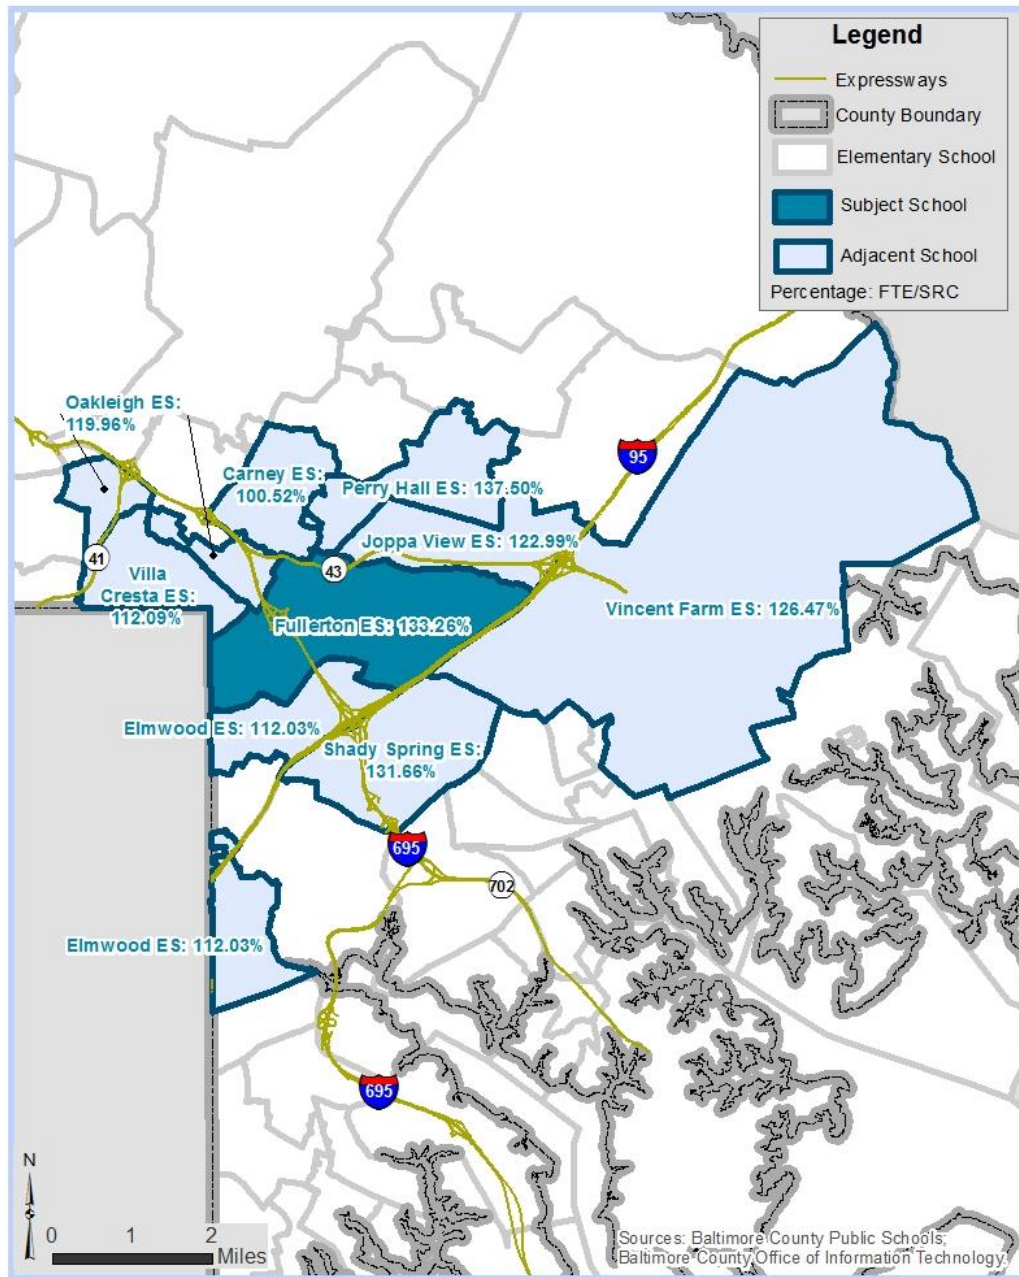 Legend
Expressways
County Boundary
Elementary School
Subject School
Adjacent School
Percentage: FTE/SRC
Oakleigh ES:
119.96%
Carney ES:
100.52%
Perry Hall ES: 137.50%
95
Joppa View ES: 122.99%
41
43
Villa
Cresta ES:
112.09%
Fullerton ES: 133.26%
Vincent Farm ES: 126.47%
Elmwood ES: 112.03%
Shady Spring ES:
131.66%
695
702
Elmwood ES: 112.03%
695
N
0 1 2
Miles
Sources: Baltimore County Public Schools;
Baltimore County Office of Information Technology